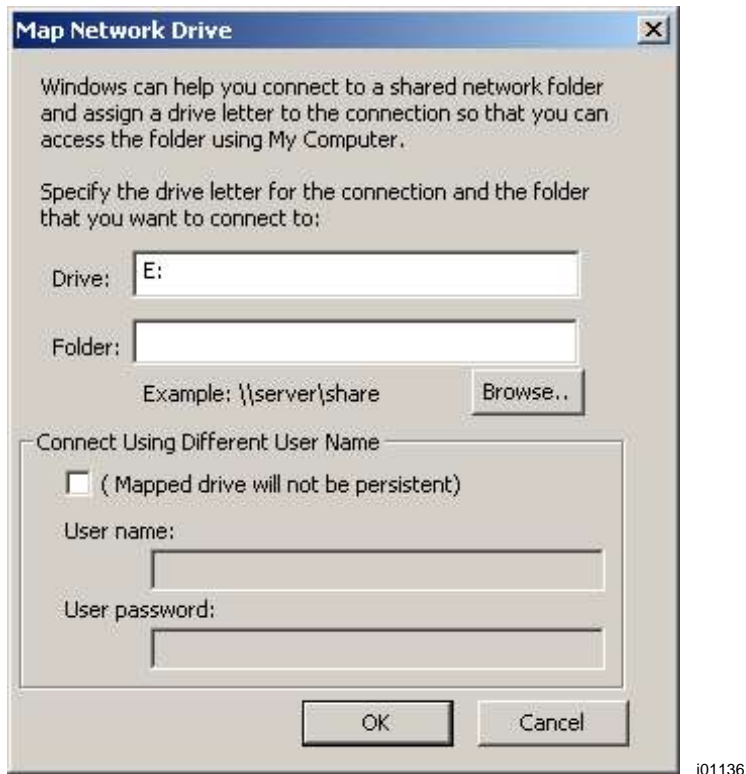 Map Network Drive
Windows can help you connect to a shared network folder
and assign a drive letter to the connection so that you can
access the folder using My Computer.
Specify the drive letter for the connection and the folder
that you want to connect to:
Drive: E:
Folder:
Example: \\server\share Browse..
Connect Using Different User Name
( Mapped drive will not be persistent)
User name:
User password:
OK Cancel
i01136